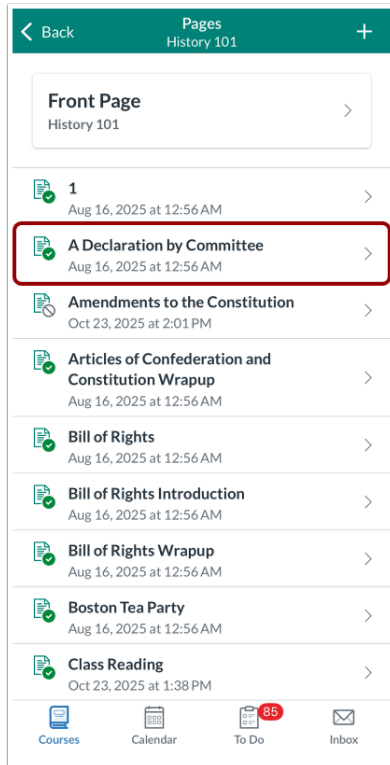 Back
Pages
History 101
Front Page
History 101
1
Aug 16, 2025 at 12:56 AM
A Declaration by Committee
Aug 16, 2025 at 12:56 AM
Amendments to the Constitution
Oct 23, 2025 at 2:01 PM
Articles of Confederation and
Constitution Wrapup
Aug 16, 2025 at 12:56 AM
Bill of Rights
Aug 16, 2025 at 12:56 AM
Bill of Rights Introduction
Aug 16, 2025 at 12:56 AM
Bill of Rights Wrapup
Aug 16, 2025 at 12:56 AM
Boston Tea Party
Aug 16, 2025 at 12:56 AM
Class Reading
Oct 23, 2025 at 1:38 PM
85
Courses
Calendar
To Do
Inbox